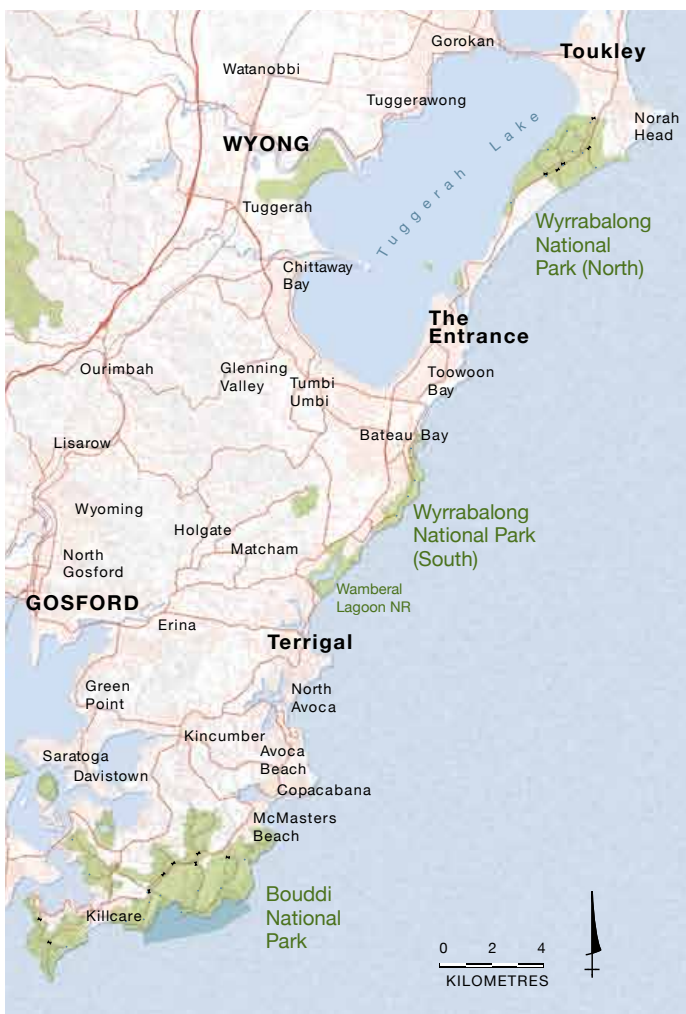 Gorokan
Toukley
Watanobbi
Tuggerawong
Norah
Head
WYONG
Tuggerah Lake
Tuggerah
Wyrrabalong
National
Park (North)
Chittaway
Bay
The
Entrance
Ourimbah
Glenning
Valley
Tumbi
Umbi
Toowoon
Bay
Bateau Bay
Lisarow
Wyoming
Wyrrabalong
National Park
(South)
Holgate
Matcham
North
Gosford
Wamberal
Lagoon NR
GOSFORD
Erina
Terrigal
Green
Point
North
Avoca
Kincumber
Avoca
Beach
Saratoga
Davistown
Copacabana
McMasters
Beach
Bouddi
National
Park
Killcare
0 2 4
KILOMETRES